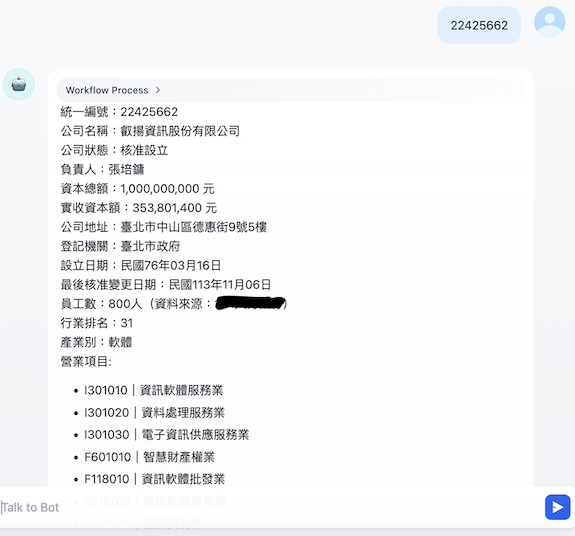 22425662
Workflow Process >
統一編號：22425662
公司名稱：叡揚資訊股份有限公司
公司狀態：核准設立
負責人：張培鏞
資本總額：1,000,000,000 元
實收資本額：353,801,400 元
公司地址：臺北市中山區德惠街9號5樓
登記機關：臺北市政府
設立日期：民國76年03月16日
最後核准變更日期：民國113年11月06日
員工數：800人（資料來源：）
行業排名：31
產業別：軟體
營業項目:
• I301010｜資訊軟體服務業
• I301020｜資料處理服務業
• I301030｜電子資訊供應服務業
• F601010｜智慧財產權業
• F118010｜資訊軟體批發業
• F218010｜資訊軟體零售業
Talk to Bot